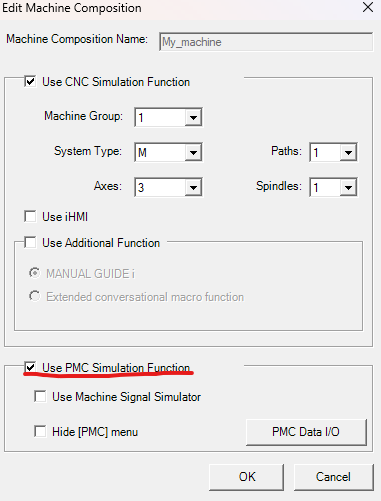 Edit Machine Composition
Machine Composition Name: My_machine
Use CNC Simulation Function
Machine Group: 1
System Type: M Paths: 1
Axes: 3 Spindles: 1
Use iHMI
Use Additional Function
MANUAL GUIDE i
Extended conversational macro function
Use PMC Simulation Function
Use Machine Signal Simulator
Hide [PMC] menu PMC Data I/O
OK Cancel